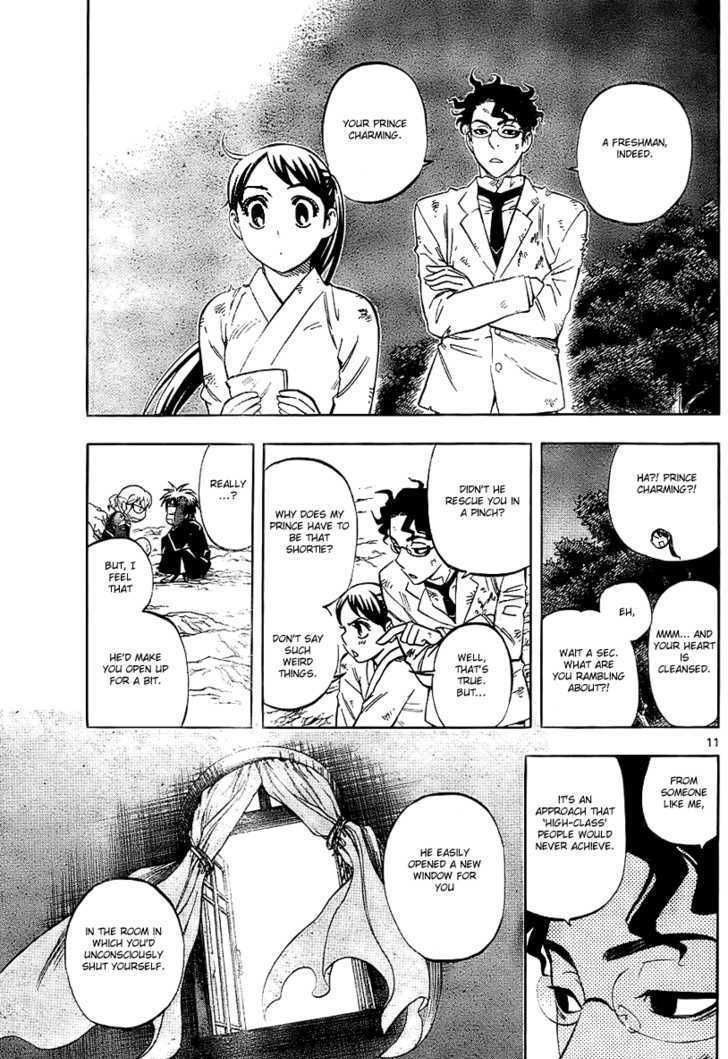 A FRESHMAN,
INDEED.
YOUR PRINCE
CHARMING.
HA?! PRINCE
CHARMING?!
MMM... AND
YOUR HEART
IS
CLEANSED.
EH,
WAIT A SEC.
WHAT ARE
YOU RAMBLING
ABOUT?!
DIDN'T HE
RESCUE YOU IN
A PINCH?
WELL,
THAT'S
TRUE.
BUT...
WHY DOES MY
PRINCE HAVE TO
BE THAT
SHORTIE?
DON'T SAY
SUCH
WEIRD
THINGS.
REALLY
...?
BUT, I
FEEL
THAT
HE'D MAKE
YOU OPEN UP
FOR A BIT.
11
FROM
SOMEONE
LIKE ME,
IT'S AN
APPROACH THAT
'HIGH-CLASS'
PEOPLE WOULD
NEVER ACHIEVE.
HE EASILY
OPENED A NEW
WINDOW FOR
YOU
IN THE ROOM
IN WHICH YOU'D
UNCONSCIOUSLY
SHUT YOURSELF.